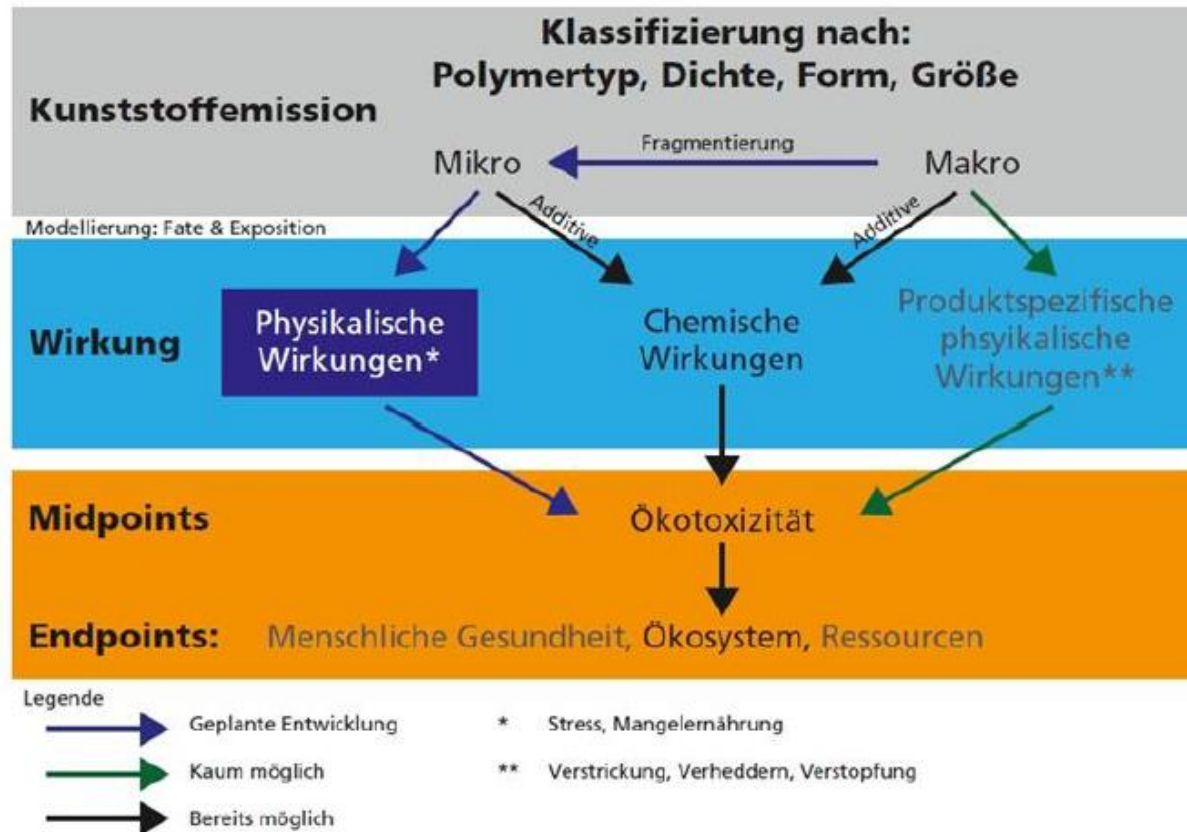 Klassifizierung nach:
Polymertyp, Dichte, Form, Größe
Kunststoffemission
Fragmentierung
Mikro
Makro
Additive
Additive
Modellierung: Fate & Exposition
Wirkung
Physikalische
Wirkungen*
Chemische
Wirkungen
Produktspezifische
phsyikalische
Wirkungen**
Midpoints
Ökotoxizität
Endpoints:
Menschliche Gesundheit, Ökosystem, Ressourcen
Legende
Geplante Entwicklung
* Stress, Mangelernährung
Kaum möglich
** Verstrickung, Verheddern, Verstopfung
Bereits möglich